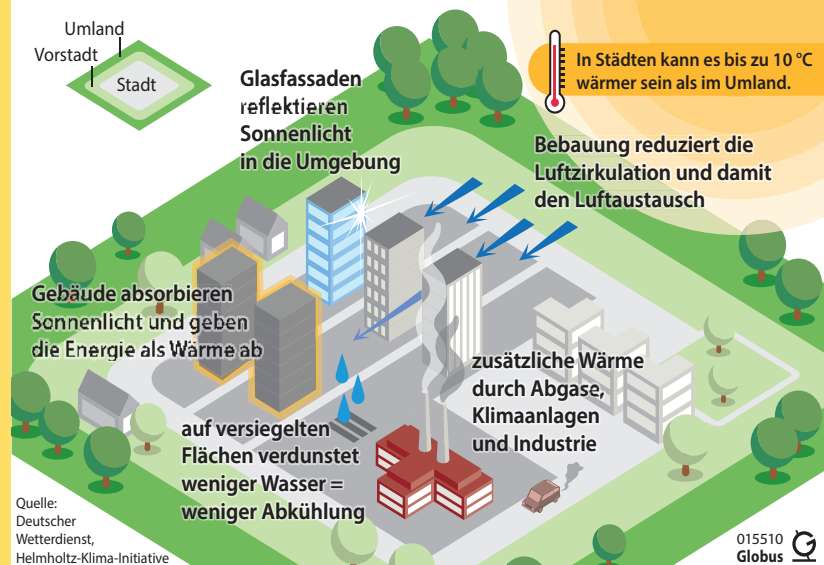 Umland
Vorstadt
Stadt
In Städten kann es bis zu 10 °C
wärmer sein als im Umland.
Glasfassaden
reflektieren
Sonnenlicht
in die Umgebung
Bebauung reduziert die
Luftzirkulation und damit
den Luftaustausch
Gebäude absorbieren
Sonnenlicht und geben
die Energie als Wärme ab
zusätzliche Wärme
durch Abgase,
Klimaanlagen
und Industrie
auf versiegelten
Flächen verdunstet
weniger Wasser =
weniger Abkühlung
Quelle:
Deutscher
Wetterdienst,
Helmholtz-Klima-Initiative
015510
Globus